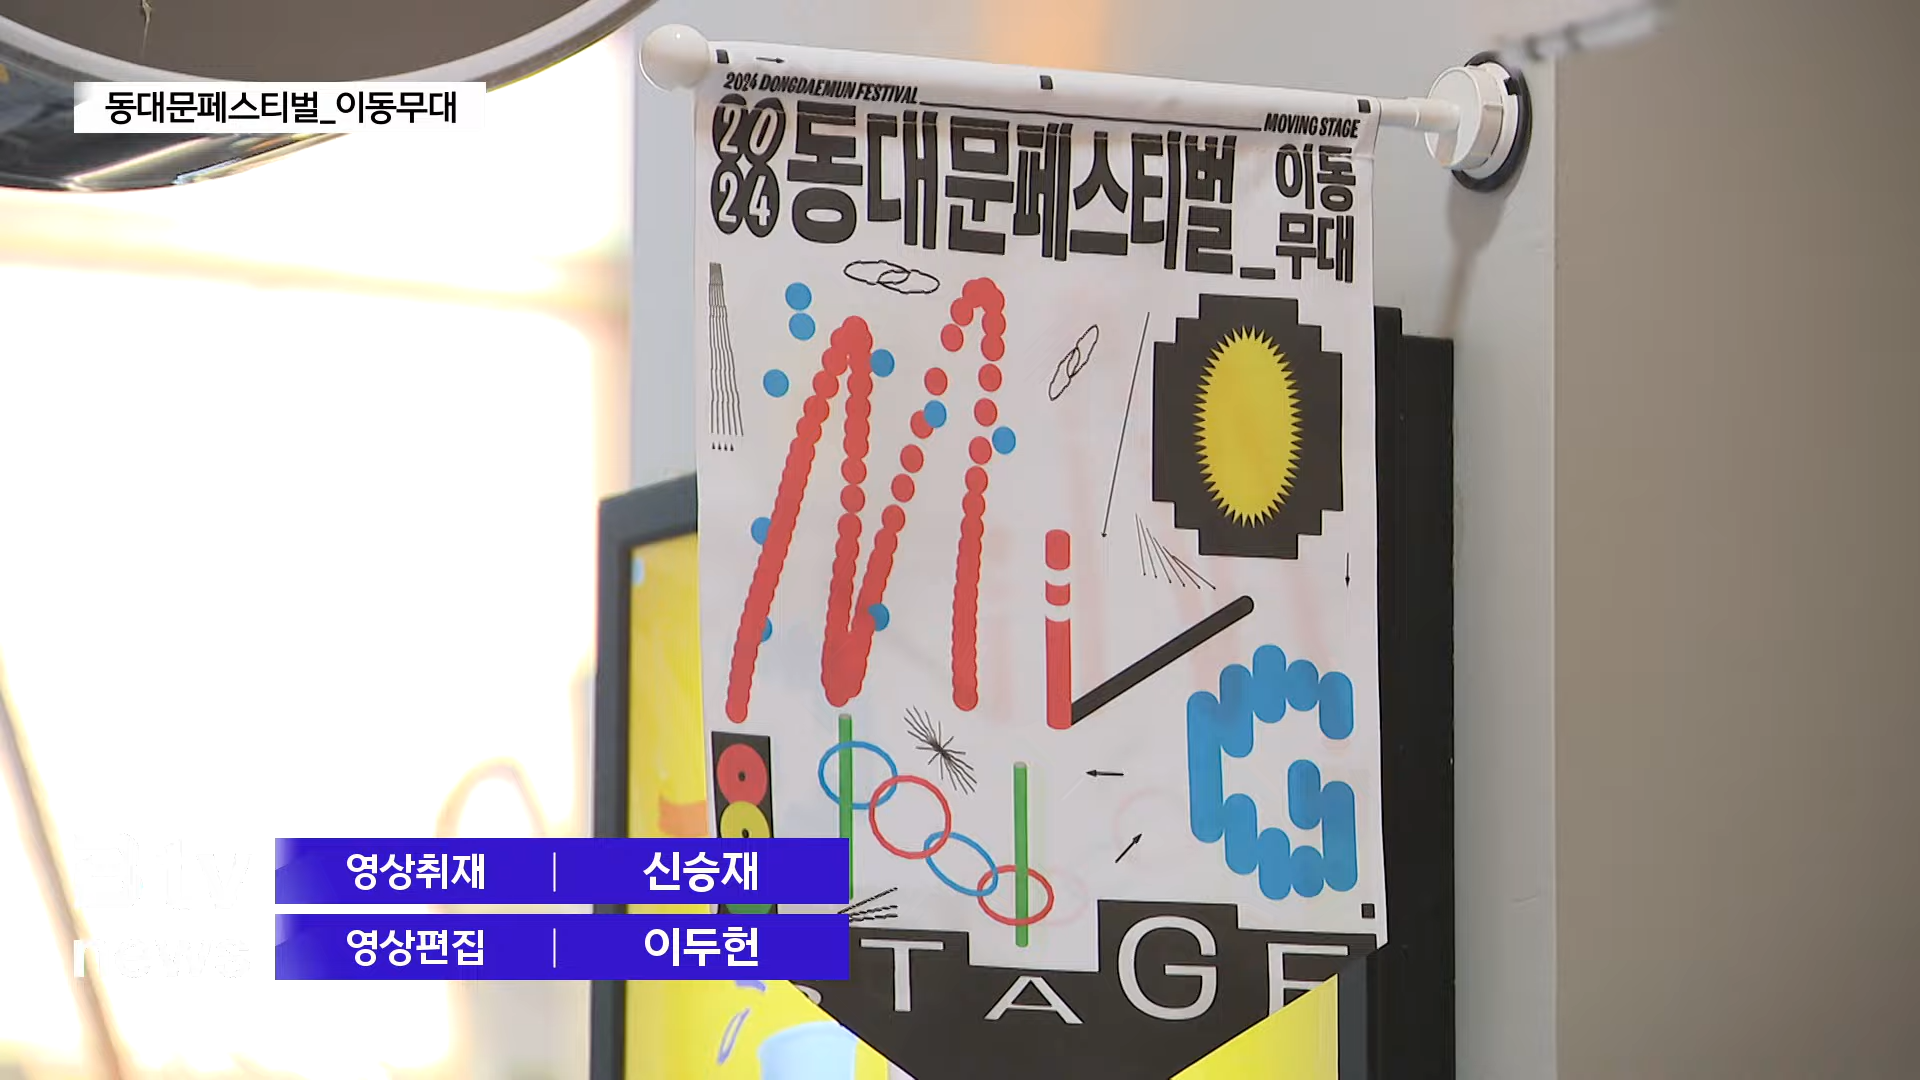 동대문페스티벌_이동무대
2024 DONGDAEMUN FESTIVAL
MOVING STAGE
2024 동대문페스티벌_이동무대
MOVING
STAGE
영상취재 | 신승재
영상편집 | 이두헌
news